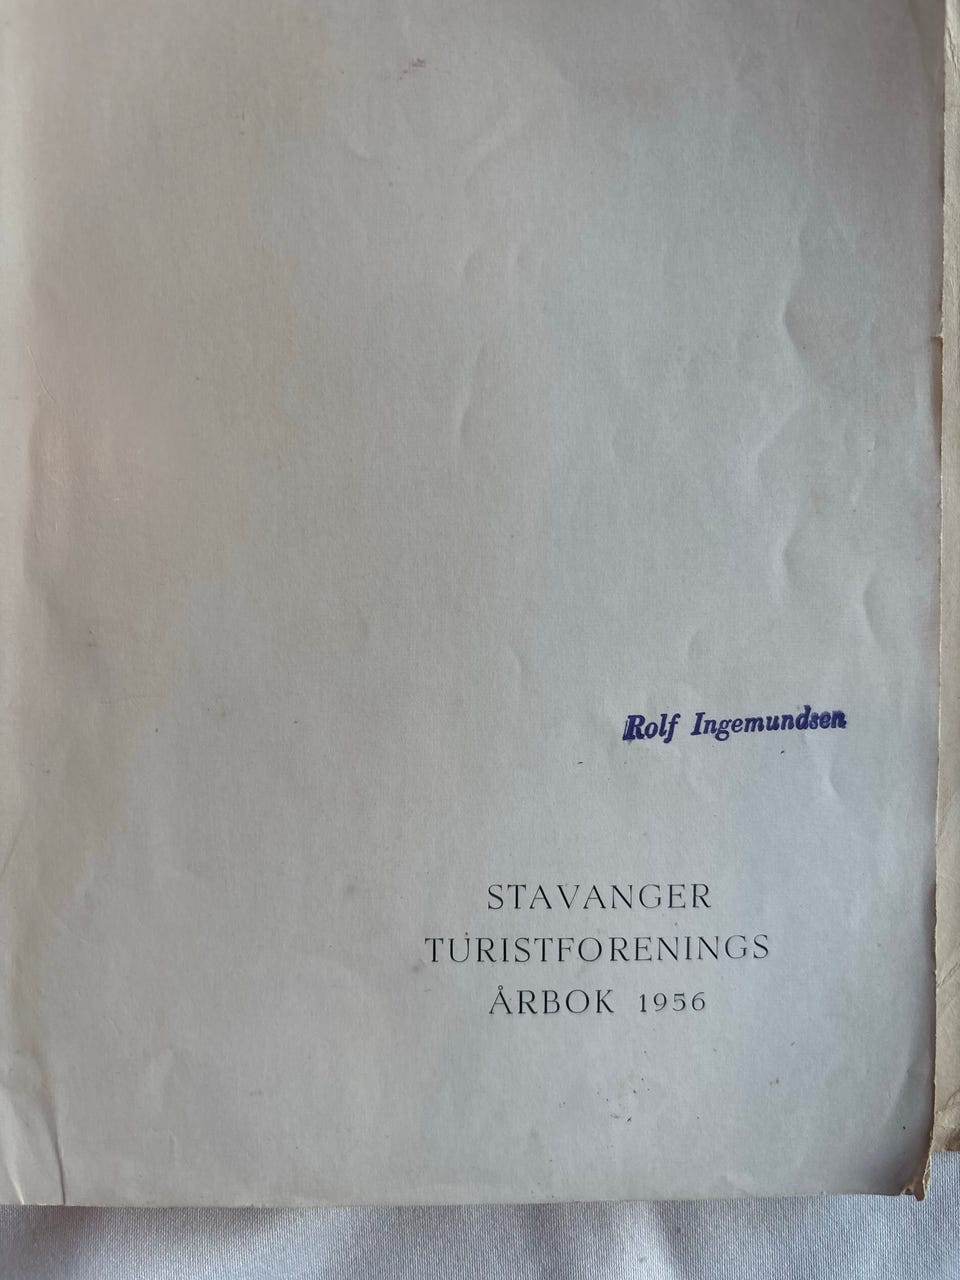 Rolf Ingemundsen
STAVANGER
TURISTFORENINGS
ÅRBOK 1956